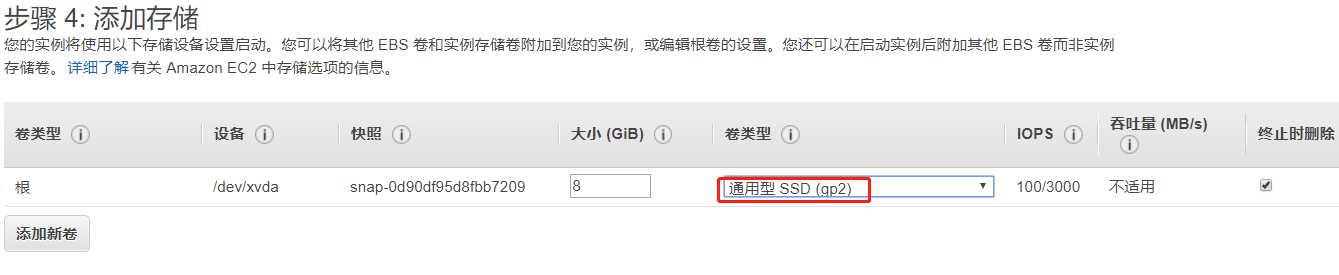 步骤 4: 添加存储
您的实例将使用以下存储设备设置启动。您可以将其他 EBS 卷和实例存储卷附加到您的实例，或编辑根卷的设置。您还可以在启动实例后附加其他 EBS 卷而非实例
存储卷。详细了解有关 Amazon EC2 中存储选项的信息。
卷类型 设备 快照 大小 (GiB) 卷类型 IOPS 吞吐量 (MB/s) 终止时删除
根 /dev/xvda snap-0d90df95d8fbb7209 8 通用型 SSD (gp2) 100/3000 不适用
添加新卷